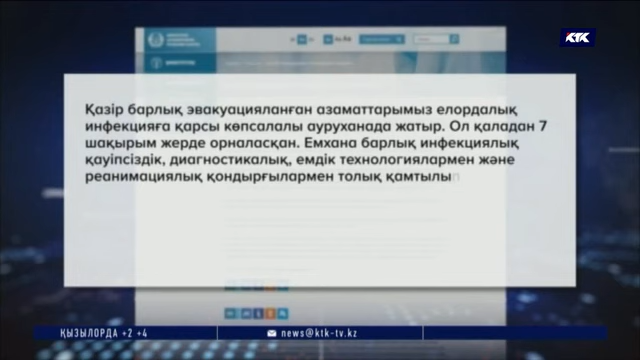 КТК
Қазір барлық эвакуацияланған азаматтарымыз елордалық
инфекцияға қарсы көпсалалы ауруханада жатыр. Ол қаладан 7
шақырым жерде орналасқан. Емхана барлық инфекциялық
қауіпсіздік, диагностикалық, емдік технологиялармен және
реанимациялық қондырғылармен толық қамтылып
ҚЫЗЫЛОРДА +2 +4
news@ktk-tv.kz